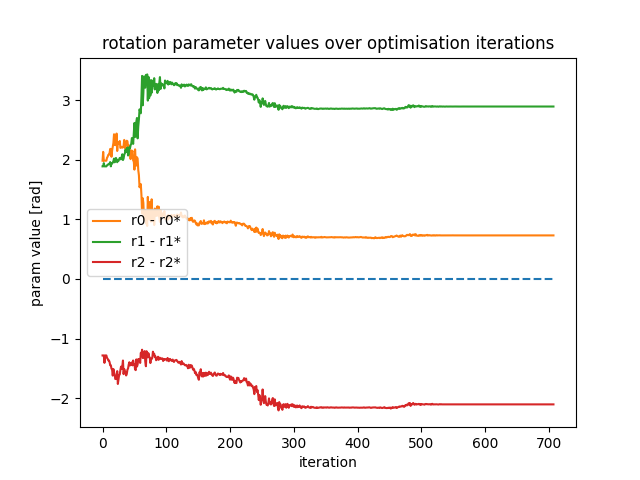 rotation parameter values over optimisation iterations
3
2
1
0
−1
−2
param value [rad]
r0 - r0*
r1 - r1*
r2 - r2*
0 100 200 300 400 500 600 700
iteration